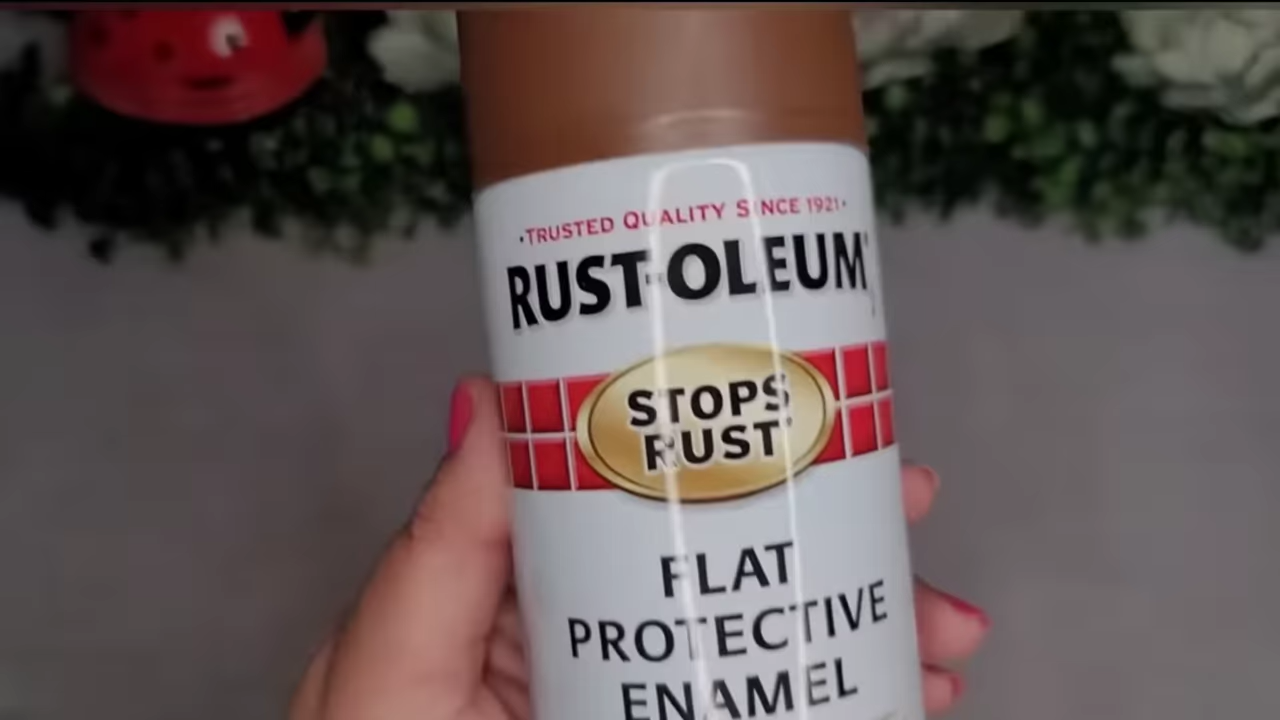 ·TRUSTED QUALITY SINCE 1921·
RUST-OLEUM
STOPS
RUST
FLAT
PROTECTIVE
ENAMEL